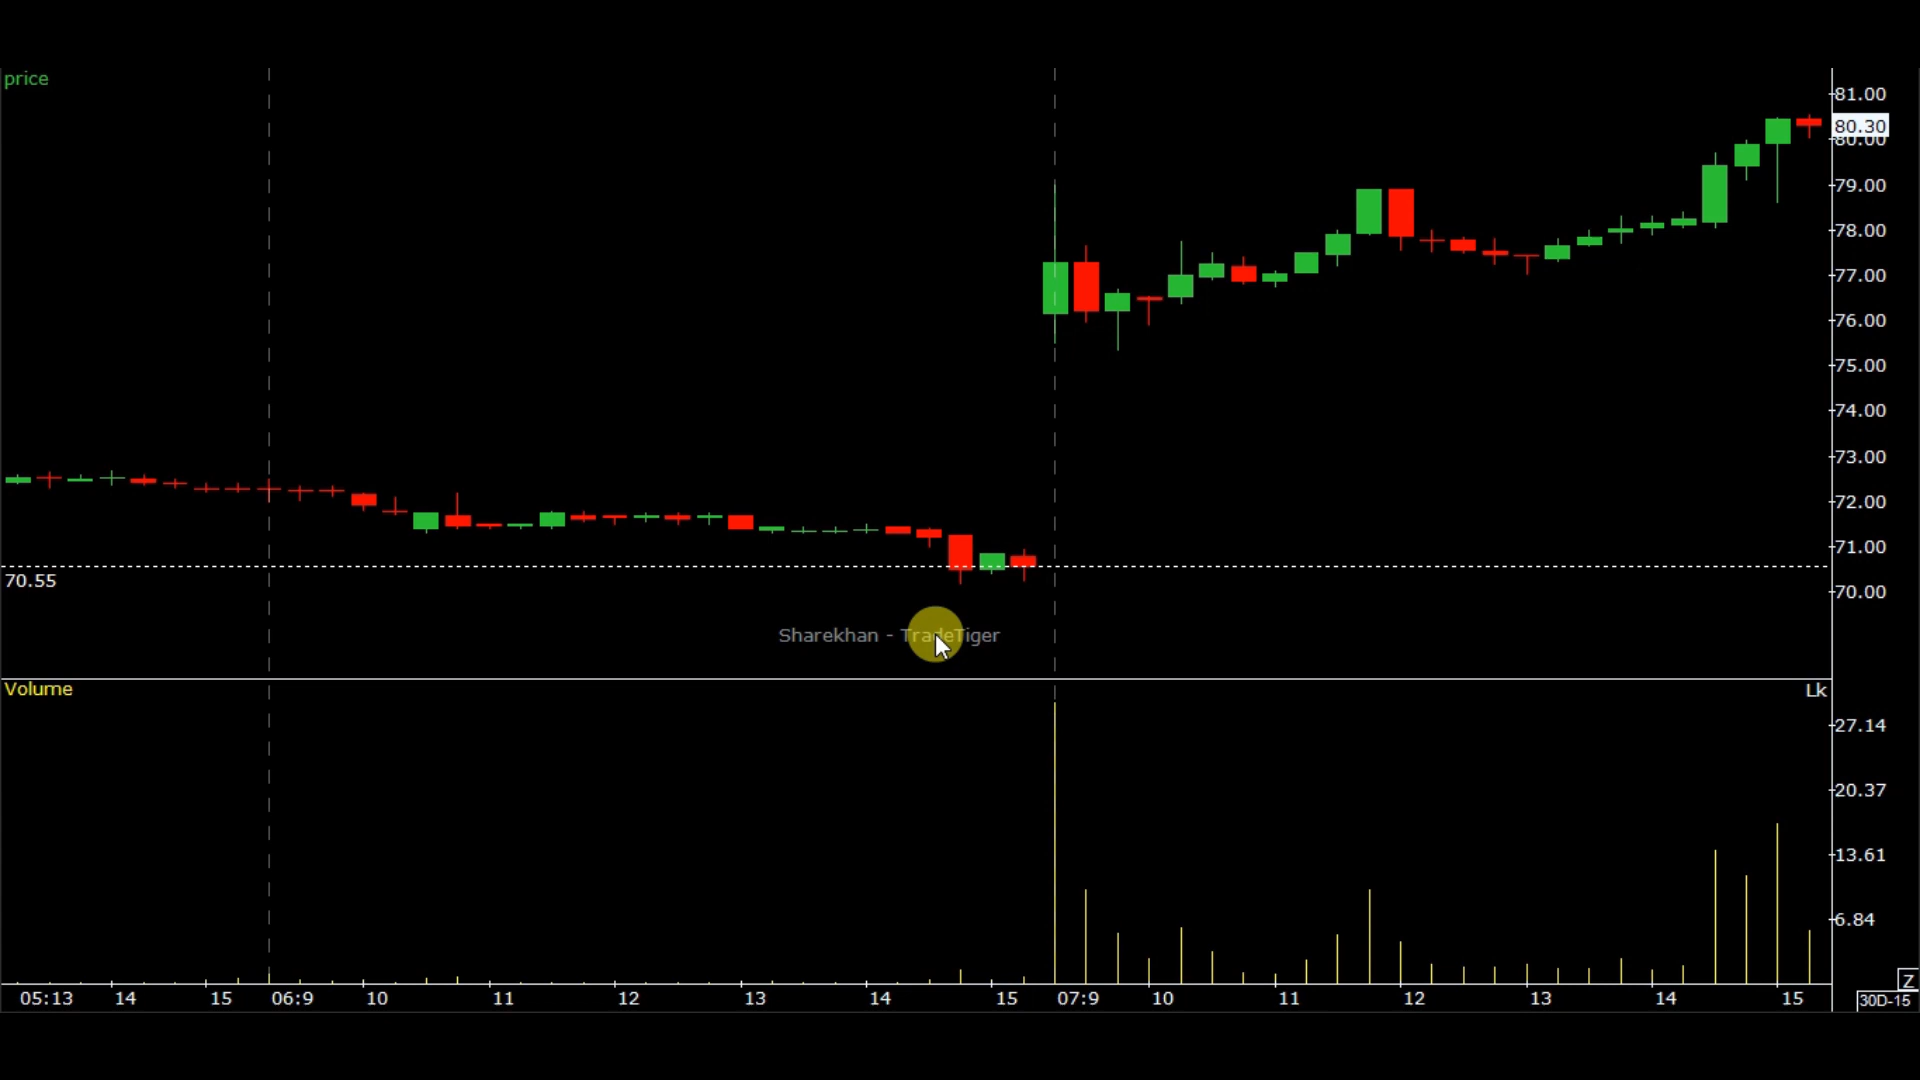 price
81.00
80.30
80.00
79.00
78.00
77.00
76.00
75.00
74.00
73.00
72.00
71.00
70.55
70.00
Sharekhan - TradeTiger
Volume
Lk
27.14
20.37
13.61
6.84
Z
05:13 14 15 06:9 10 11 12 13 14 15 07:9 10 11 12 13 14 15
30D-15